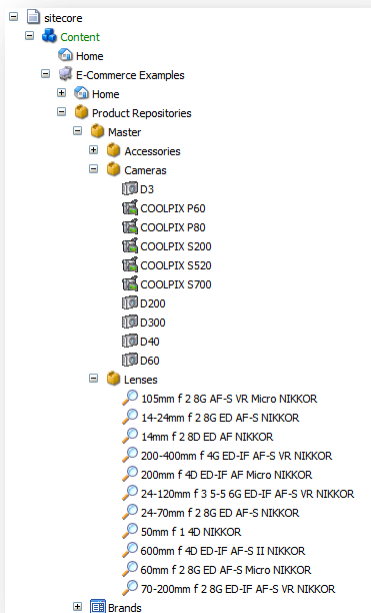 sitecore
Content
Home
E-Commerce Examples
Home
Product Repositories
Master
Accessories
Cameras
D3
COOLPIX P60
COOLPIX P80
COOLPIX S200
COOLPIX S520
COOLPIX S700
D200
D300
D40
D60
Lenses
105mm f 2 8G AF-S VR Micro NIKKOR
14-24mm f 2 8G ED AF-S NIKKOR
14mm f 2 8D ED AF NIKKOR
200-400mm f 4G ED-IF AF-S VR NIKKOR
200mm f 4D ED-IF AF Micro NIKKOR
24-120mm f 3 5-5 6G ED-IF AF-S VR NIKKOR
24-70mm f 2 8G ED AF-S NIKKOR
50mm f 1 4D NIKKOR
600mm f 4D ED-IF AF-S II NIKKOR
60mm f 2 8G ED AF-S Micro NIKKOR
70-200mm f 2 8G ED-IF AF-S VR NIKKOR
Brands